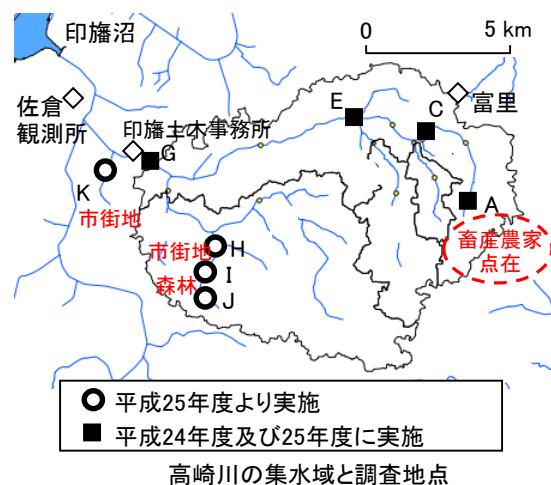 印旛沼
0 5 km
佐倉
観測所
印旛土木事務所
富里
E
C
G
K
A
市街地
畜産農家
点在
市街地
H
森林
I
J
平成25年度より実施
平成24年度及び25年度に実施
高崎川の集水域と調査地点